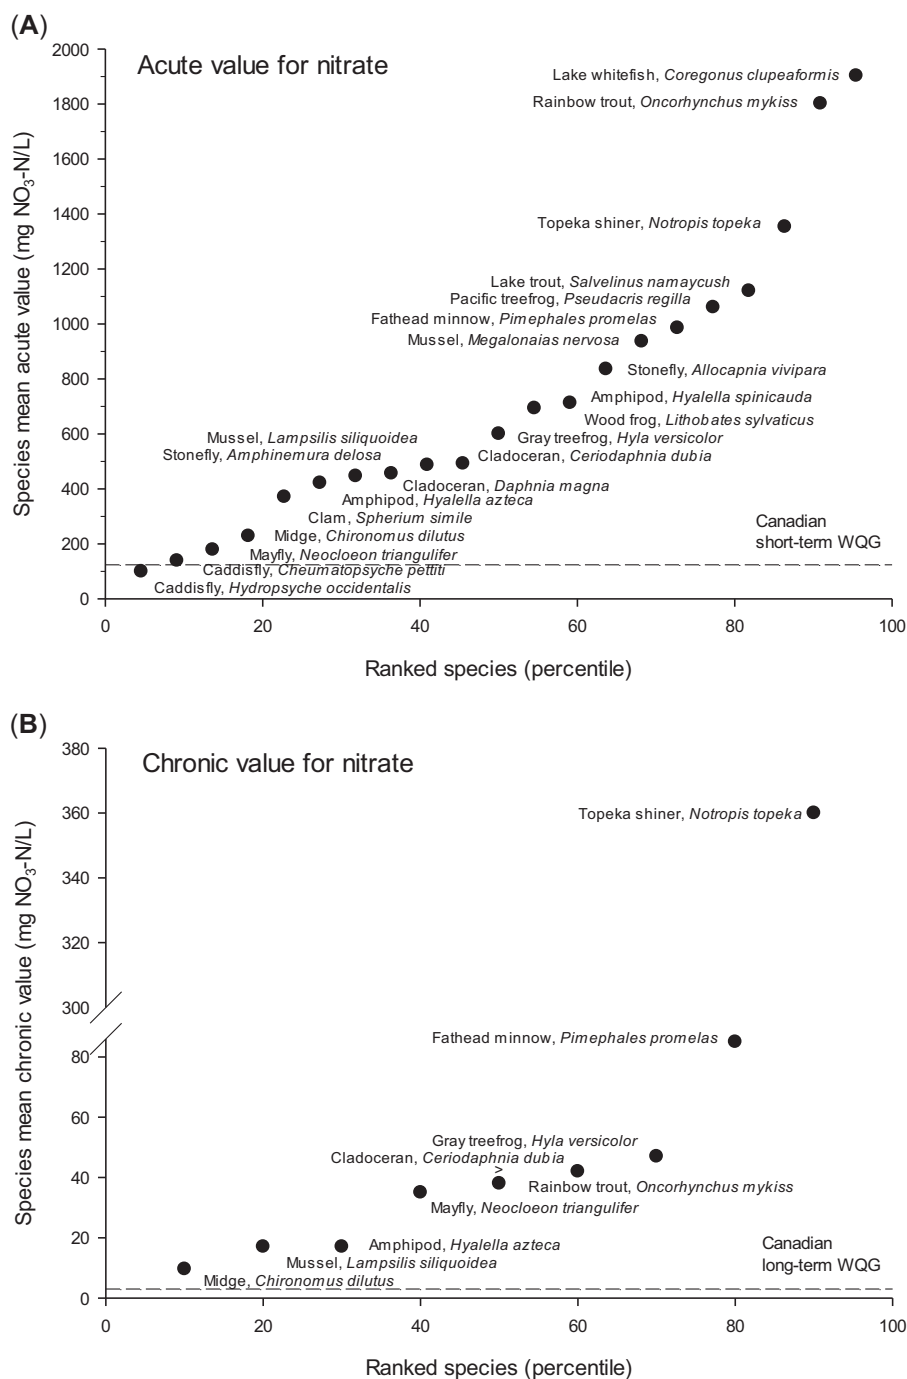 (A)
Acute value for nitrate
Species mean acute value (mg NO3-N/L)
2000
1800
1600
1400
1200
1000
800
600
400
200
0
Lake whitefish, Coregonus clupeaformis
Rainbow trout, Oncorhynchus mykiss
Topeka shiner, Notropis topeka
Lake trout, Salvelinus namaycush
Pacific treefrog, Pseudacris regilla
Fathead minnow, Pimephales promelas
Mussel, Megalonaias nervosa
Stonefly, Allocapnia vivipara
Amphipod, Hyalella spinicauda
Wood frog, Lithobates sylvaticus
Mussel, Lampsilis siliquoidea
Gray treefrog, Hyla versicolor
Stonefly, Amphinemura delosa
Cladoceran, Ceriodaphnia dubia
Cladoceran, Daphnia magna
Amphipod, Hyalella azteca
Clam, Spherium simile
Midge, Chironomus dilutus
Mayfly, Neocloeon triangulifer
Caddisfly, Cheumatopsyche pettiti
Caddisfly, Hydropsyche occidentalis
Canadian
short-term WQG
0 20 40 60 80 100
Ranked species (percentile)
(B)
Chronic value for nitrate
Species mean chronic value (mg NO3-N/L)
380
360
340
320
300
80
60
40
20
0
Topeka shiner, Notropis topeka
Fathead minnow, Pimephales promelas
Gray treefrog, Hyla versicolor
Cladoceran, Ceriodaphnia dubia
>
Rainbow trout, Oncorhynchus mykiss
Mayfly, Neocloeon triangulifer
Amphipod, Hyalella azteca
Mussel, Lampsilis siliquoidea
Midge, Chironomus dilutus
Canadian
long-term WQG
0 20 40 60 80 100
Ranked species (percentile)